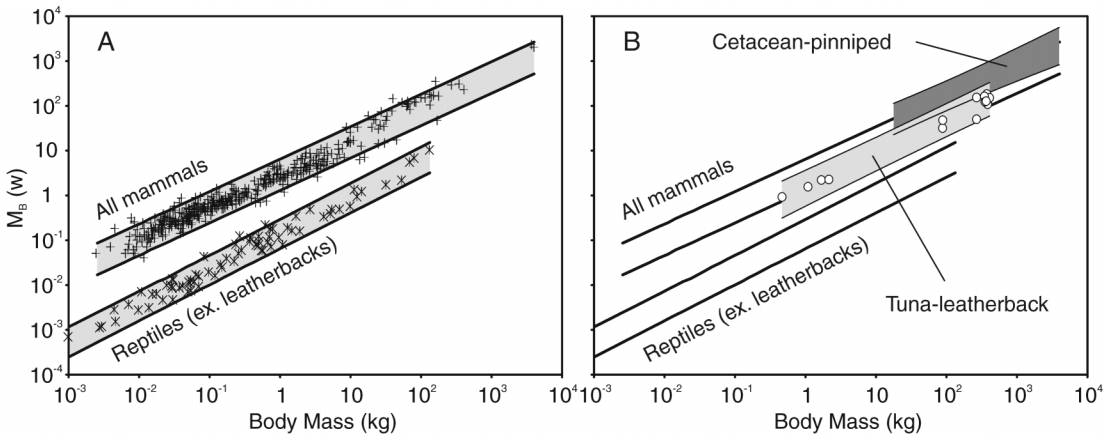 A
B
10⁴
10³
10²
10
1
10⁻¹
10⁻²
10⁻³
10⁻⁴
M_B (w)
All mammals
Reptiles (ex. leatherbacks)
10⁻³ 10⁻² 10⁻¹ 1 10 10² 10³ 10⁴
Body Mass (kg)
Cetacean-pinniped
All mammals
Tuna-leatherback
Reptiles (ex. leatherbacks)
10⁻³ 10⁻² 10⁻¹ 1 10 10² 10³ 10⁴
Body Mass (kg)